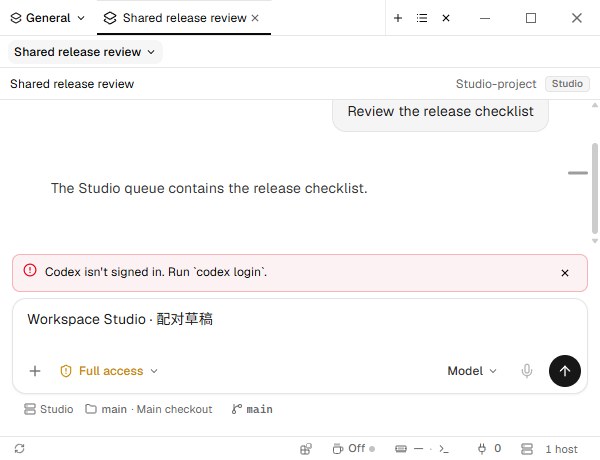 General
Shared release review
Shared release review
Shared release review
Studio-project
Studio
Review the release checklist
The Studio queue contains the release checklist.
Codex isn't signed in. Run `codex login`.
Workspace Studio · 配对草稿
Full access
Model
Studio
main · Main checkout
main
Off
— ·
0
1 host